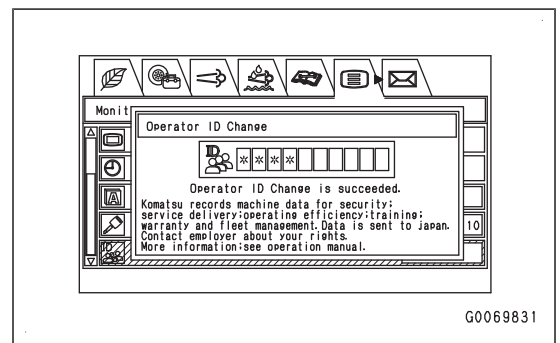 Monit
Operator ID Change
ID
****
Operator ID Change is succeeded.
Komatsu records machine data for security;
service delivery;operating efficiency;training;
warranty and fleet management. Data is sent to Japan.
Contact employer about your rights.
More information:see operation manual.
A
10
ID
G0069831